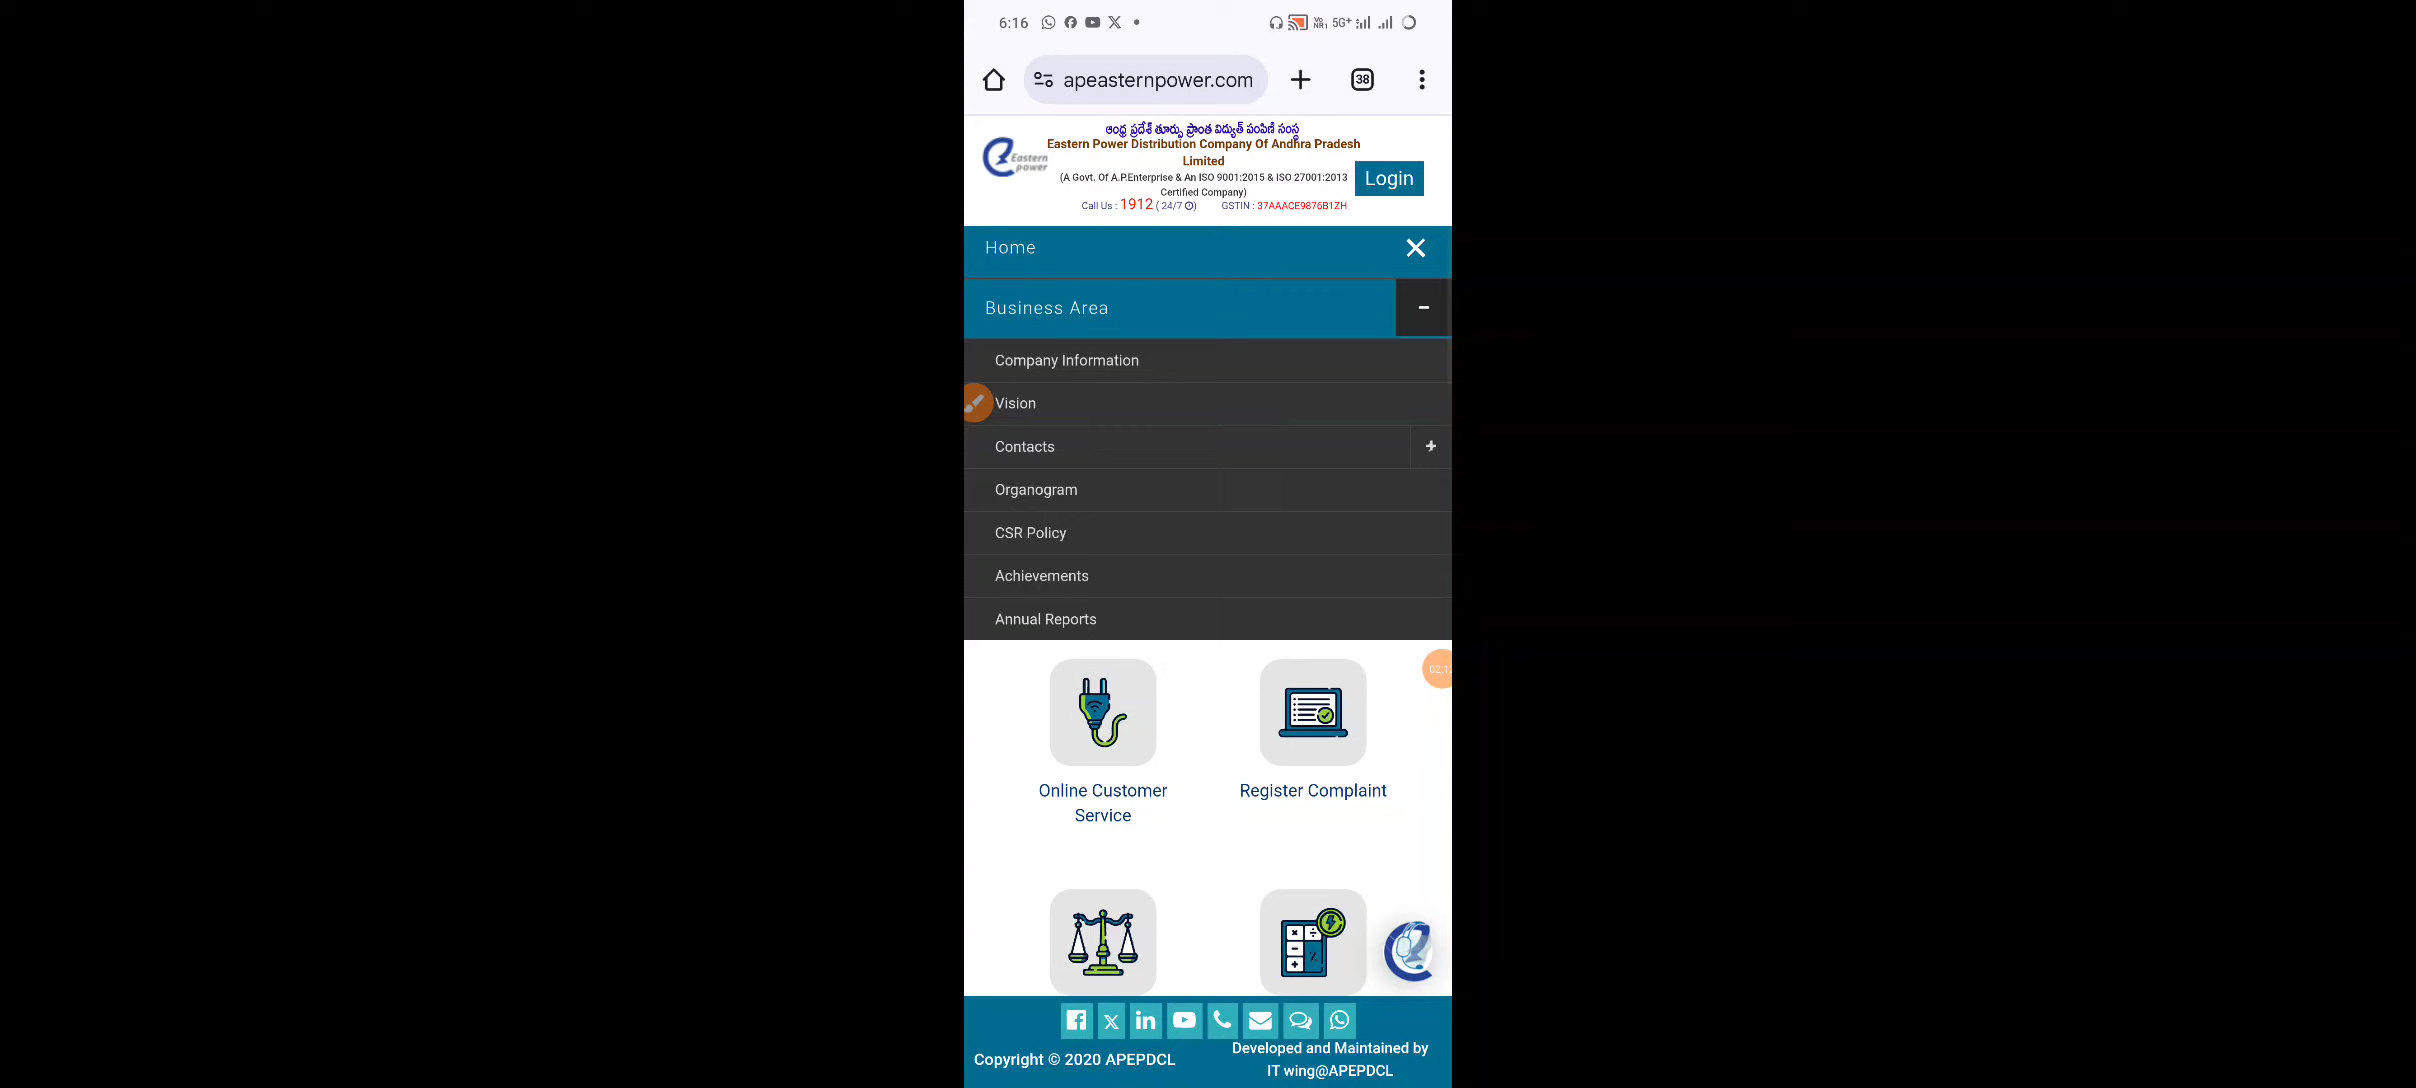 6:16
5G+
apeasternpower.com
38
ఆంధ్ర ప్రదేశ్ తూర్పు ప్రాంత విద్యుత్ పంపిణీ సంస్థ
Eastern power
Eastern Power Distribution Company Of Andhra Pradesh
Limited
(A Govt. Of A.P.Enterprise & An ISO 9001:2015 & ISO 27001:2013
Certified Company)
Login
Call Us : 1912 ( 24/7 ) GSTIN : 37AAACE9876B1ZH
Home
Business Area
Company Information
Vision
Contacts
Organogram
CSR Policy
Achievements
Annual Reports
Online Customer
Service
Register Complaint
Copyright © 2020 APEPDCL
Developed and Maintained by
IT wing@APEPDCL